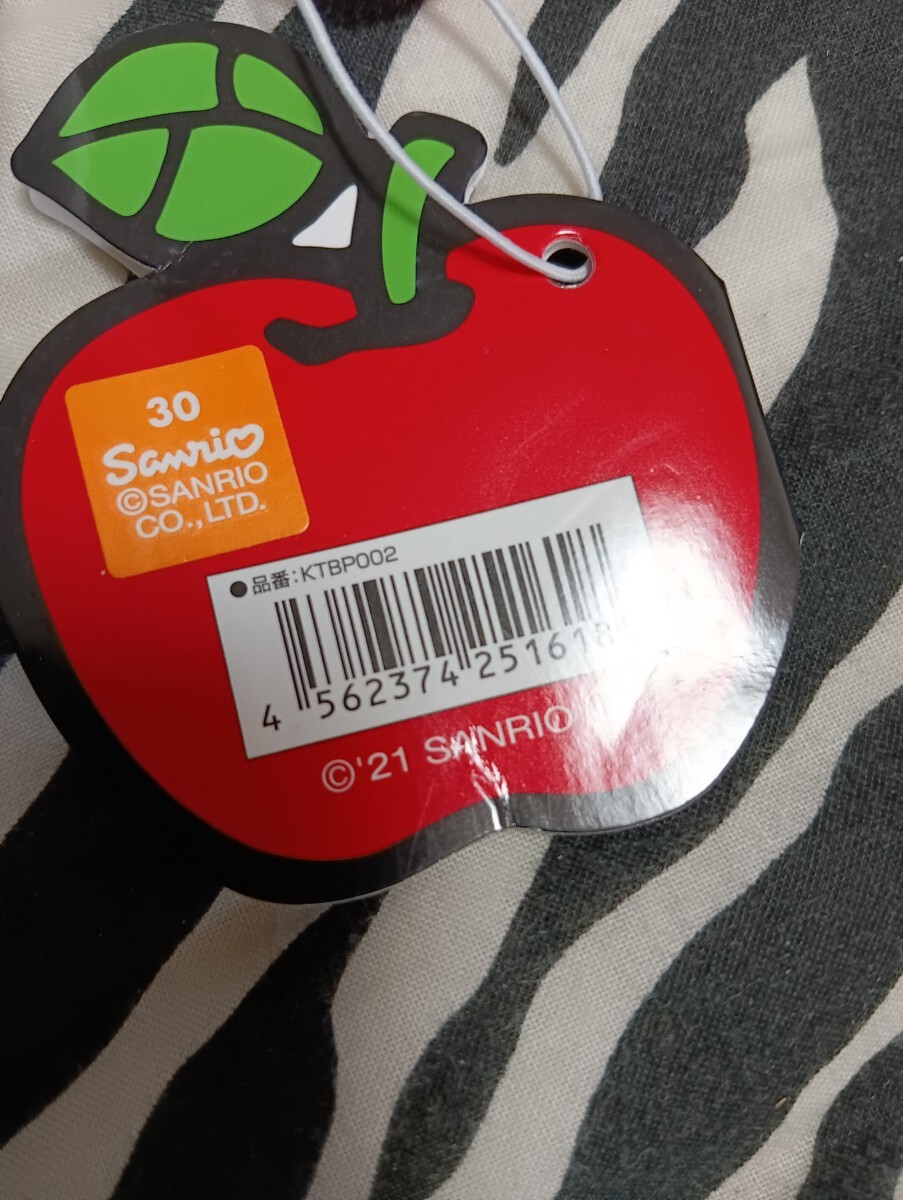 30
Sanrio
©SANRIO
CO.,LTD.
●品番:KTBP002
4 562374 251618
©'21 SANRIO